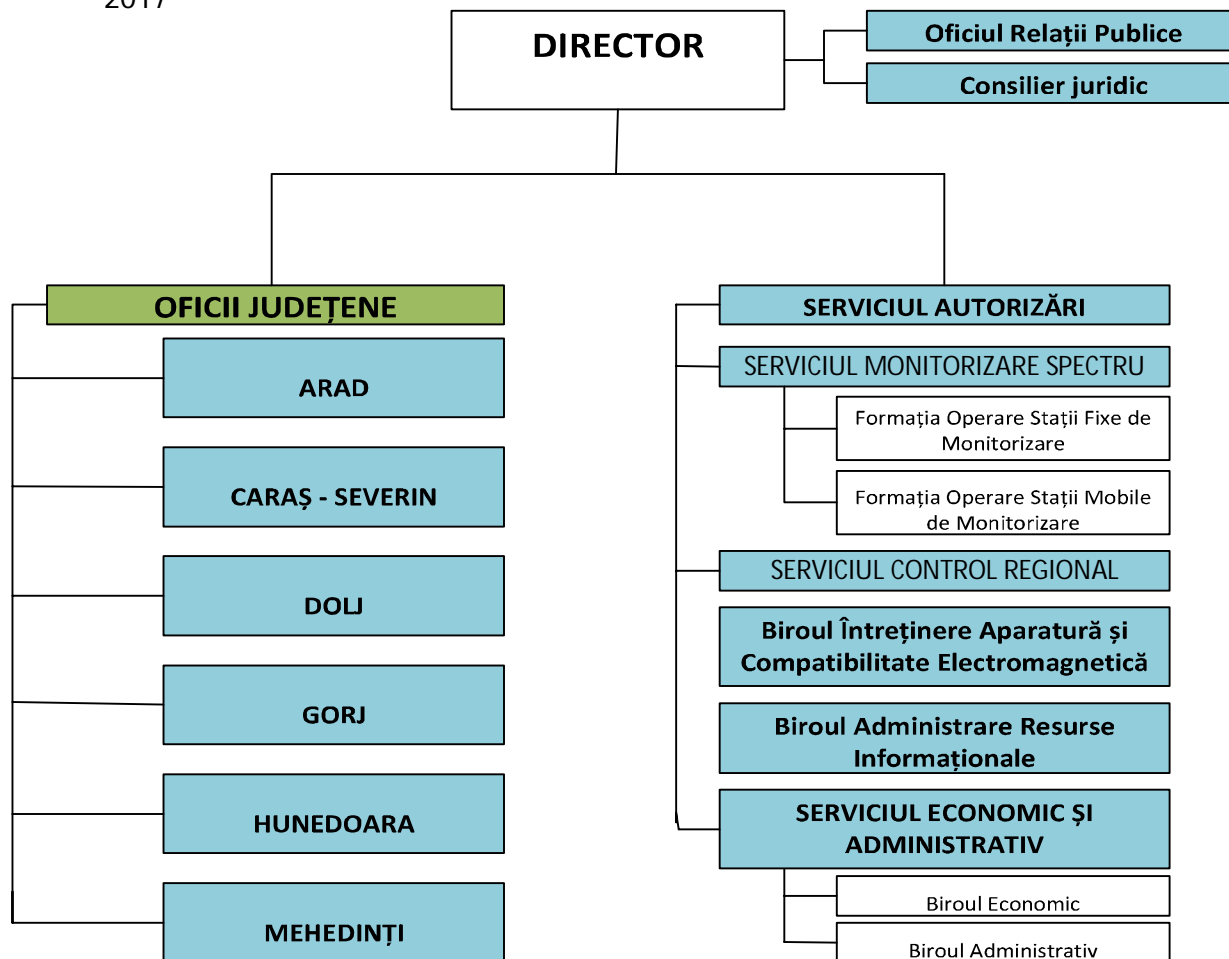 2017
DIRECTOR
Oficiul Relații Publice
Consilier juridic
OFICII JUDEȚENE
ARAD
CARAȘ - SEVERIN
DOLJ
GORJ
HUNEDOARA
MEHEDINȚI
SERVICIUL AUTORIZĂRI
SERVICIUL MONITORIZARE SPECTRU
Formația Operare Stații Fixe de
Monitorizare
Formația Operare Stații Mobile
de Monitorizare
SERVICIUL CONTROL REGIONAL
Biroul Întreținere Aparatură și
Compatibilitate Electromagnetică
Biroul Administrare Resurse
Informaționale
SERVICIUL ECONOMIC ȘI
ADMINISTRATIV
Biroul Economic
Biroul Administrativ